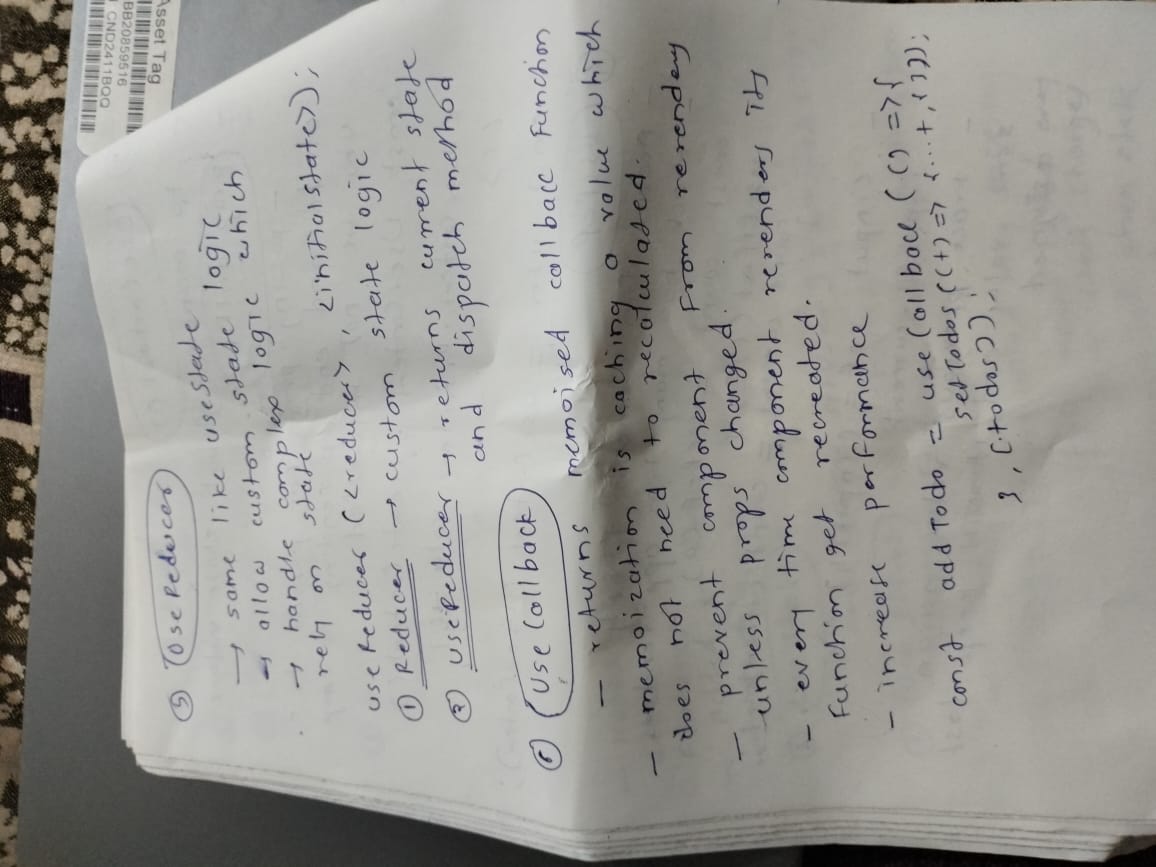 Asset Tag
BB20859516
CND2411BQQ
⑤ Use Reducer
→ same like usestate
→ allow custom state logic
→ handle complex logic which
rely on state
useReducer (<reducer>, <initialstate>);
① Reducer → custom state logic
② useReducer → returns current state
and dispatch method
⑥ Use Callback
- returns memoised callback function
- memoization is caching a value which
does not need to recalculated.
- prevent component from rerendery
unless props changed.
- every time component rerenders its
function get recreated.
- increase performance
const addTodo = useCallback (() => {
setTodos((t) => [...t, ]);
}, [todos]);